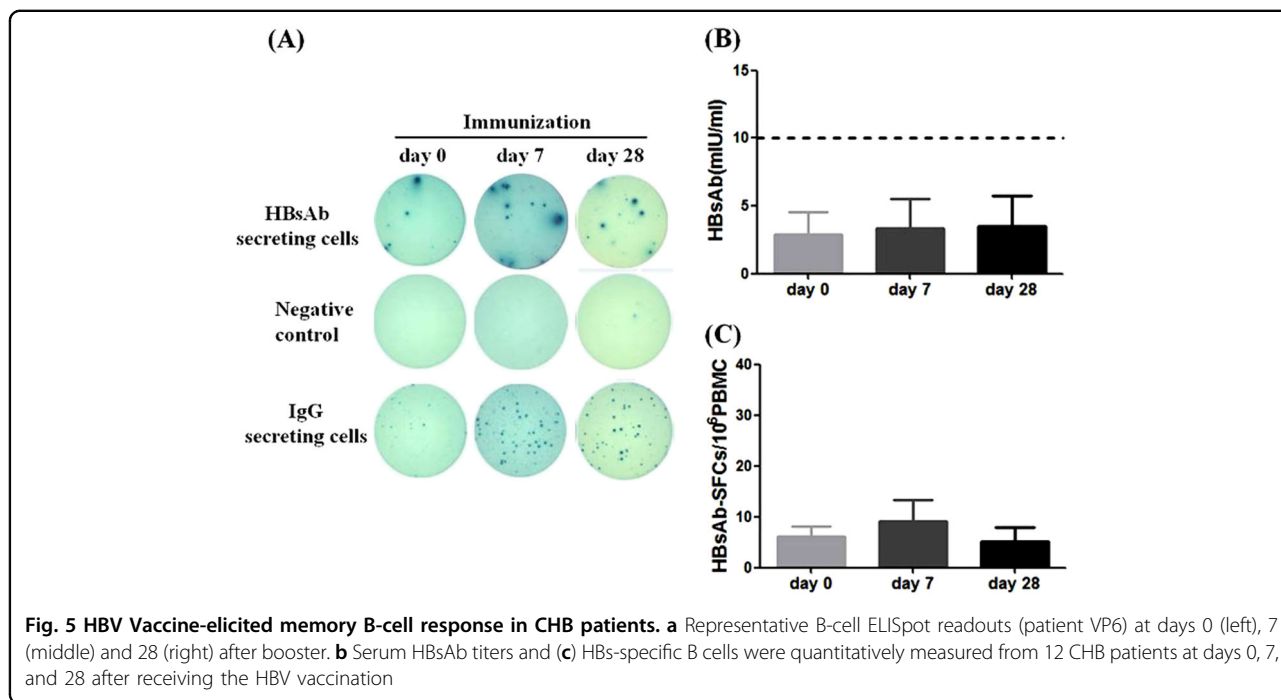 (A)
Immunization
day 0 day 7 day 28
HBsAb
secreting cells
Negative
control
IgG
secreting cells
(B)
HBsAb(mIU/ml)
15
10
5
0
day 0 day 7 day 28
(C)
HBsAb-SFCs/10⁶PBMC
40
30
20
10
0
day 0 day 7 day 28
Fig. 5 HBV Vaccine-elicited memory B-cell response in CHB patients. a Representative B-cell ELISpot readouts (patient VP6) at days 0 (left), 7
(middle) and 28 (right) after booster. b Serum HBsAb titers and (c) HBs-specific B cells were quantitatively measured from 12 CHB patients at days 0, 7,
and 28 after receiving the HBV vaccination